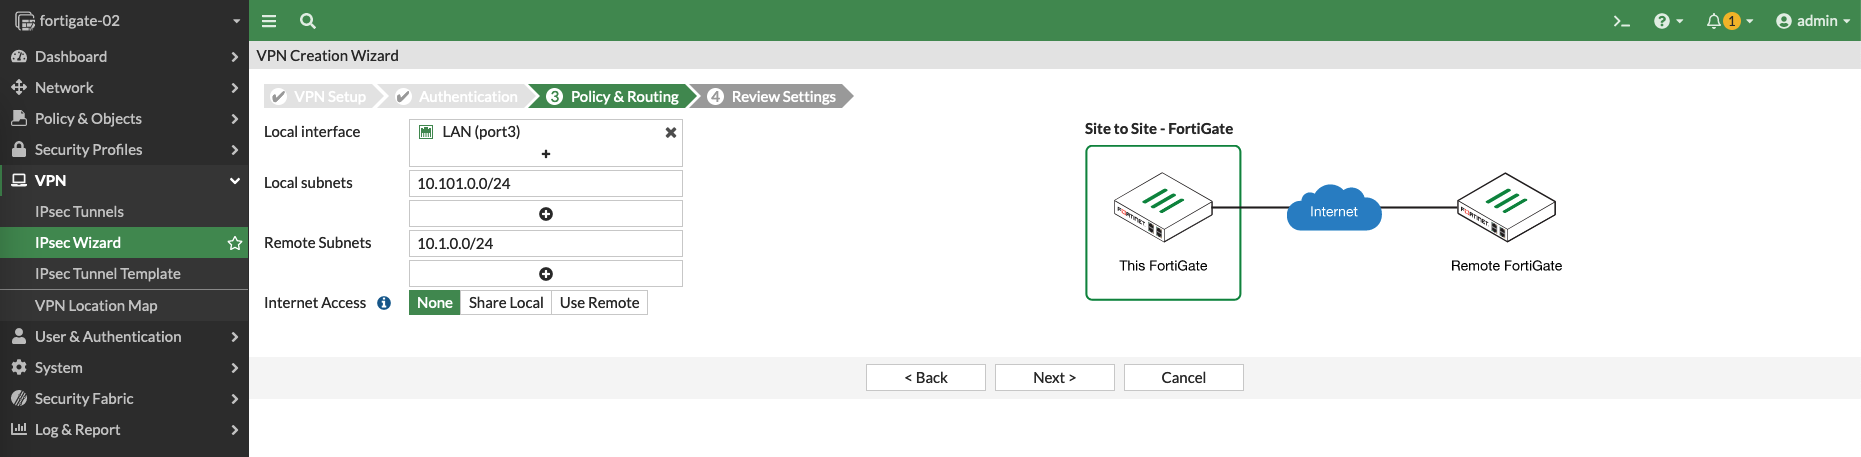 fortigate-02
1
admin
Dashboard
Network
Policy & Objects
Security Profiles
VPN
IPsec Tunnels
IPsec Wizard
IPsec Tunnel Template
VPN Location Map
User & Authentication
System
Security Fabric
Log & Report
VPN Creation Wizard
VPN Setup
Authentication
3 Policy & Routing
4 Review Settings
Local interface
LAN (port3)
Local subnets
10.101.0.0/24
Remote Subnets
10.1.0.0/24
Internet Access
None
Share Local
Use Remote
Site to Site - FortiGate
FORTINET
This FortiGate
Internet
FORTINET
Remote FortiGate
< Back
Next >
Cancel